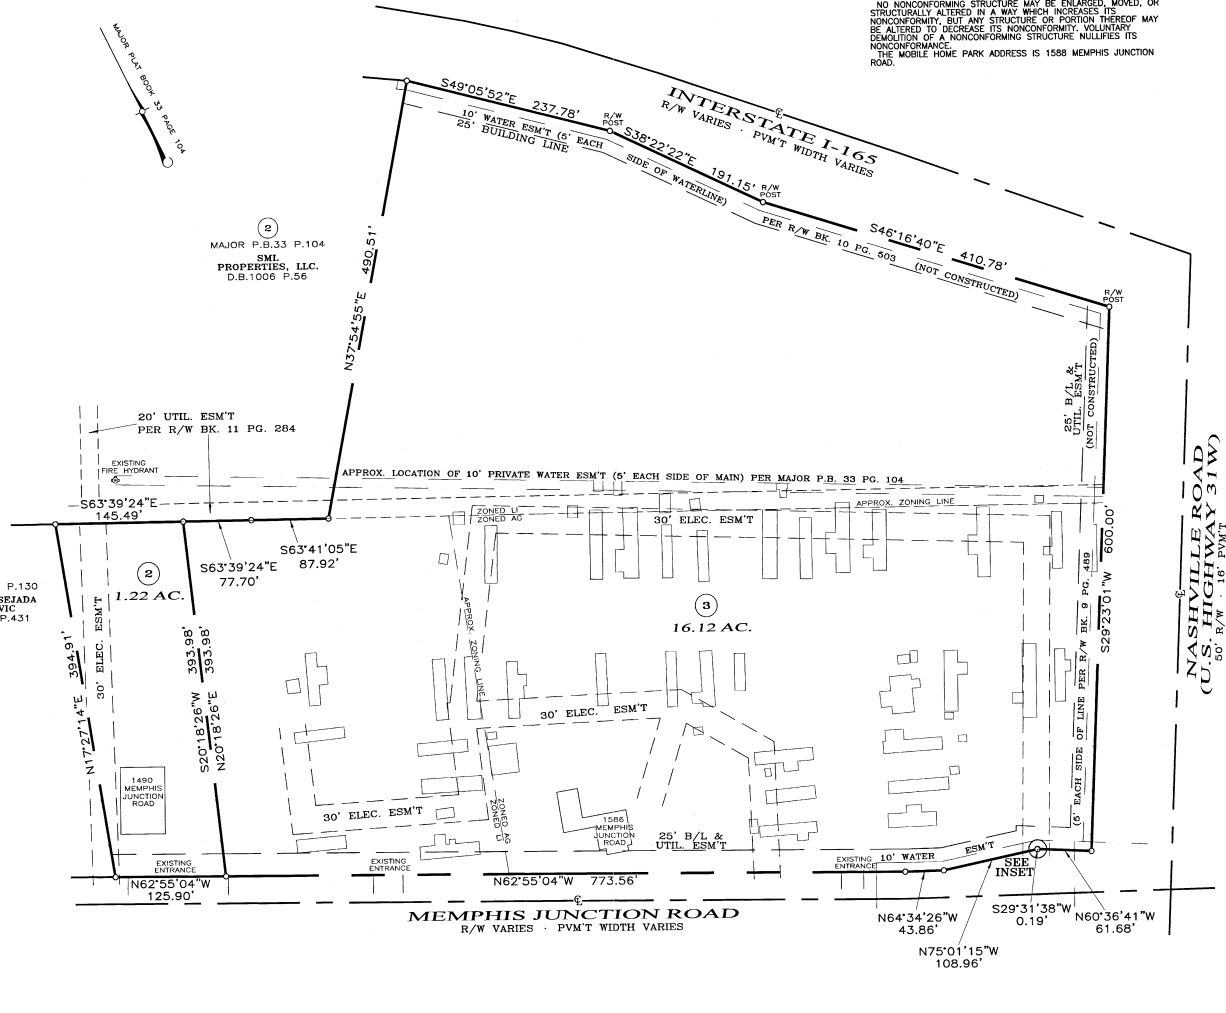 NO NONCONFORMING STRUCTURE MAY BE ENLARGED, MOVED, OR
STRUCTURALLY ALTERED IN A WAY WHICH INCREASES ITS
NONCONFORMITY, BUT ANY STRUCTURE OR PORTION THEREOF MAY
BE ALTERED TO DECREASE ITS NONCONFORMITY. VOLUNTARY
DEMOLITION OF A NONCONFORMING STRUCTURE NULLIFIES ITS
NONCONFORMANCE.
THE MOBILE HOME PARK ADDRESS IS 1588 MEMPHIS JUNCTION
ROAD.
MAJOR PLAT BOOK 33 PAGE 104
INTERSTATE I-165
R/W VARIES · PVM'T WIDTH VARIES
S49°05'52"E 237.78'
10' WATER ESM'T (5' EACH
SIDE OF WATERLINE)
25' BUILDING LINE
R/W
POST
S38°22'22"E 191.15'
R/W
POST
PER R/W BK. 10 PG. 503 (NOT CONSTRUCTED)
S46°16'40"E 410.78'
R/W
POST
2
MAJOR P.B.33 P.104
SML
PROPERTIES, LLC.
D.B.1006 P.56
N37°54'55"E 490.51'
25' B/L &
UTIL. ESM'T
(NOT CONSTRUCTED)
20' UTIL. ESM'T
PER R/W BK. 11 PG. 284
EXISTING
FIRE HYDRANT
APPROX. LOCATION OF 10' PRIVATE WATER ESM'T (5' EACH SIDE OF MAIN) PER MAJOR P.B. 33 PG. 104
APPROX. ZONING LINE
S63°39'24"E
145.49'
ZONED LI
ZONED AG
30' ELEC. ESM'T
S63°41'05"E
87.92'
S63°39'24"E
77.70'
2
1.22 AC.
P.130
SEJADA
VIC
P.431
3
16.12 AC.
N17°27'14"E 394.91'
30' ELEC. ESM'T
S20°18'26"W 393.98'
N20°18'26"E 393.98'
APPROX. ZONING LINE
30' ELEC. ESM'T
S29°23'01"W 600.00'
(5' EACH SIDE OF LINE PER R/W BK. 9 PG. 489
NASHVILLE ROAD
(U.S. HIGHWAY 31W)
50' R/W · 18' PVM'T
1490
MEMPHIS
JUNCTION
ROAD
30' ELEC. ESM'T
ZONED AG
ZONED LI
1586
MEMPHIS
JUNCTION
ROAD
25' B/L &
UTIL. ESM'T
EXISTING
ENTRANCE
EXISTING
ENTRANCE
EXISTING
ENTRANCE
10' WATER ESM'T
SEE
INSET
N62°55'04"W
125.90'
N62°55'04"W 773.56'
MEMPHIS JUNCTION ROAD
R/W VARIES · PVM'T WIDTH VARIES
N64°34'26"W
43.86'
S29°31'38"W
0.19'
N60°36'41"W
61.68'
N75°01'15"W
108.96'